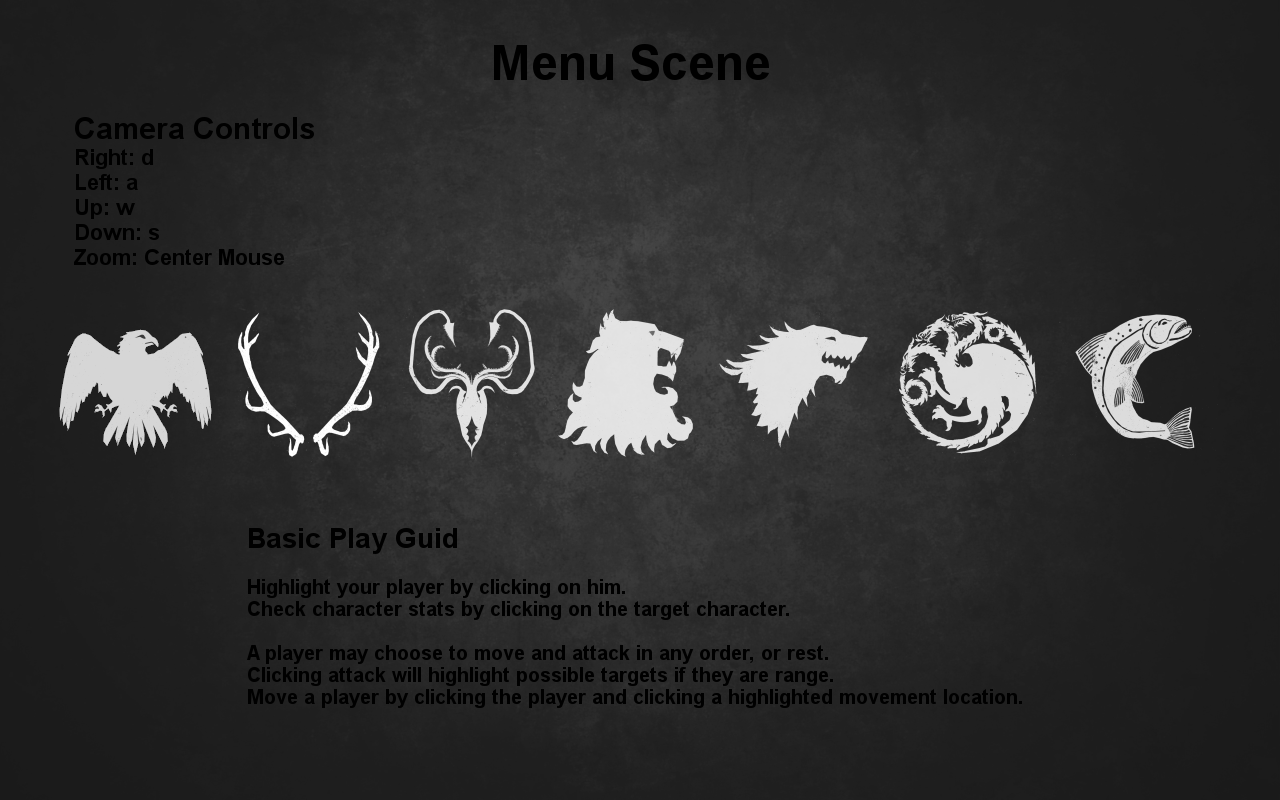 Menu Scene
Camera Controls
Right: d
Left: a
Up: w
Down: s
Zoom: Center Mouse
Basic Play Guid
Highlight your player by clicking on him.
Check character stats by clicking on the target character.
A player may choose to move and attack in any order, or rest.
Clicking attack will highlight possible targets if they are range.
Move a player by clicking the player and clicking a highlighted movement location.